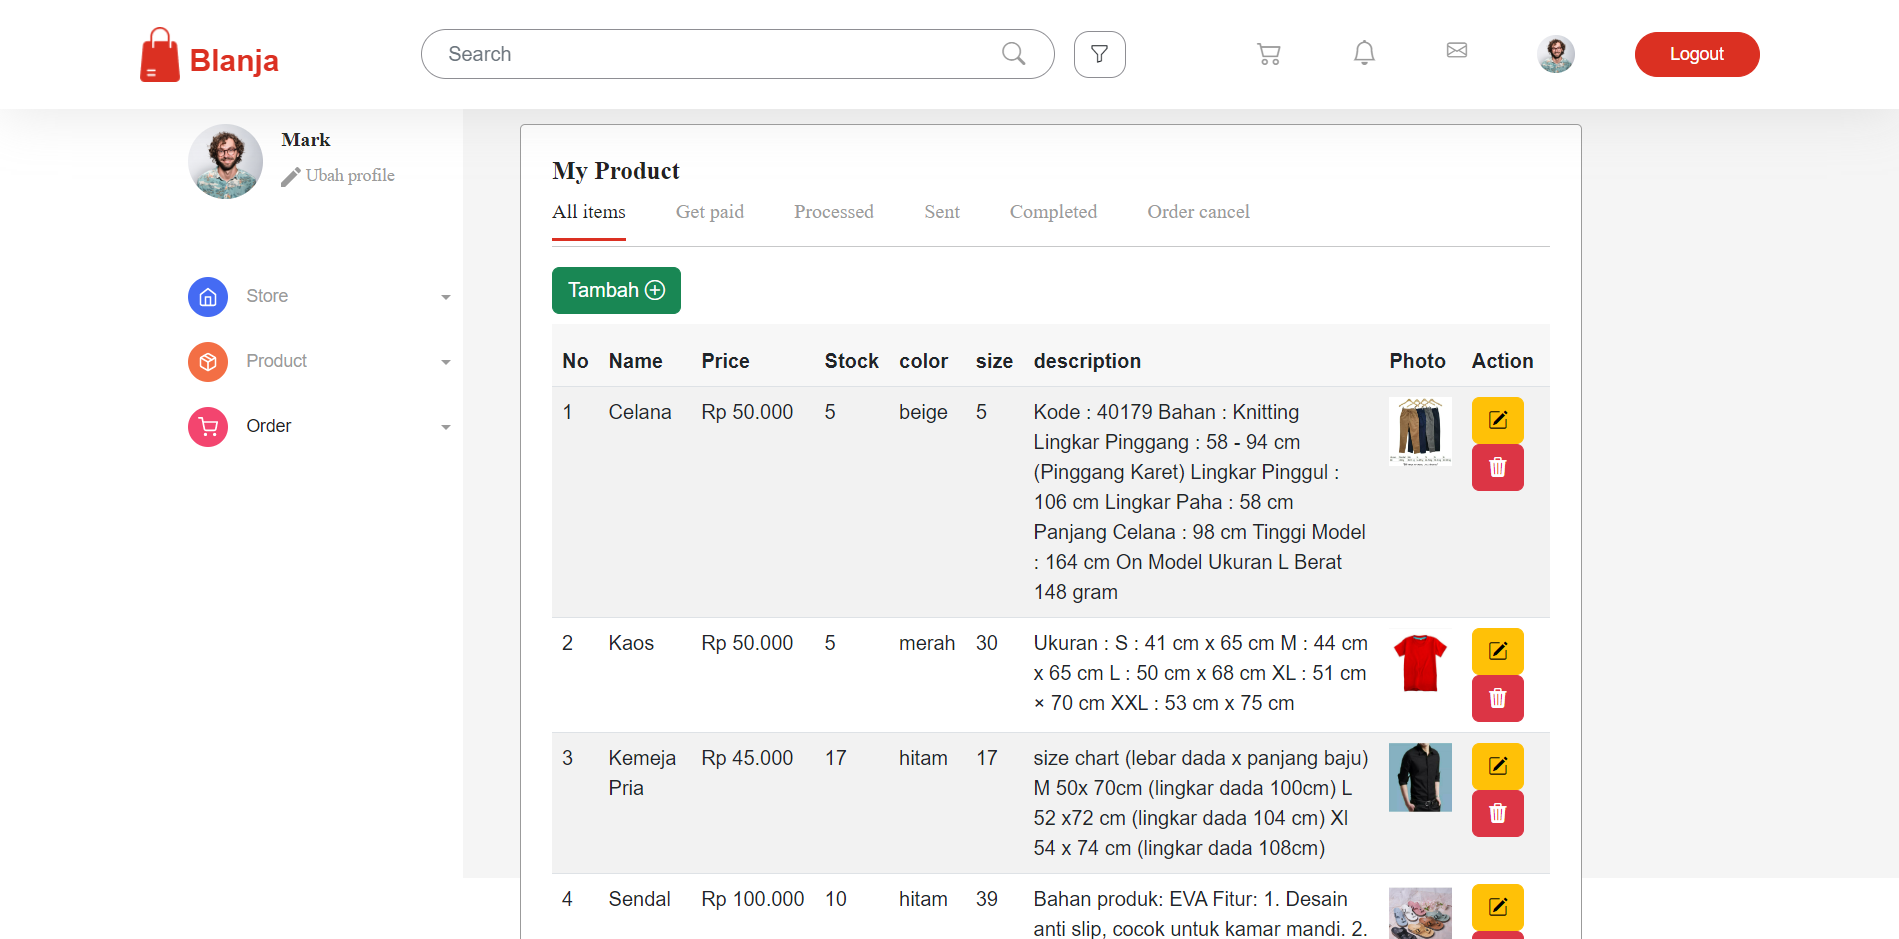 Blanja
Search
Logout
Mark
Ubah profile
Store
Product
Order
My Product
All items Get paid Processed Sent Completed Order cancel
Tambah
No Name Price Stock color size description Photo Action
1 Celana Rp 50.000 5 beige 5 Kode : 40179 Bahan : Knitting
Lingkar Pinggang : 58 - 94 cm
(Pinggang Karet) Lingkar Pinggul :
106 cm Lingkar Paha : 58 cm
Panjang Celana : 98 cm Tinggi Model
: 164 cm On Model Ukuran L Berat
148 gram
2 Kaos Rp 50.000 5 merah 30 Ukuran : S : 41 cm x 65 cm M : 44 cm
x 65 cm L : 50 cm x 68 cm XL : 51 cm
× 70 cm XXL : 53 cm x 75 cm
3 Kemeja Rp 45.000 17 hitam 17 size chart (lebar dada x panjang baju)
Pria M 50x 70cm (lingkar dada 100cm) L
52 x72 cm (lingkar dada 104 cm) Xl
54 x 74 cm (lingkar dada 108cm)
4 Sendal Rp 100.000 10 hitam 39 Bahan produk: EVA Fitur: 1. Desain
anti slip, cocok untuk kamar mandi. 2.